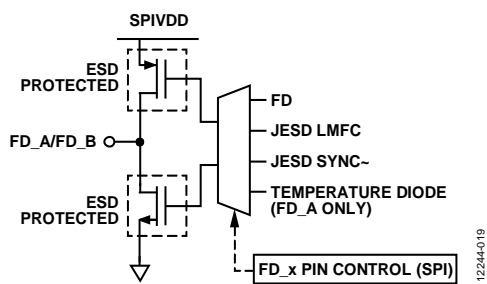 SPIVDD
ESD
PROTECTED
FD
JESD LMFC
FD_A/FD_B
JESD SYNC~
TEMPERATURE DIODE
(FD_A ONLY)
ESD
PROTECTED
FD_x PIN CONTROL (SPI)
12244-019